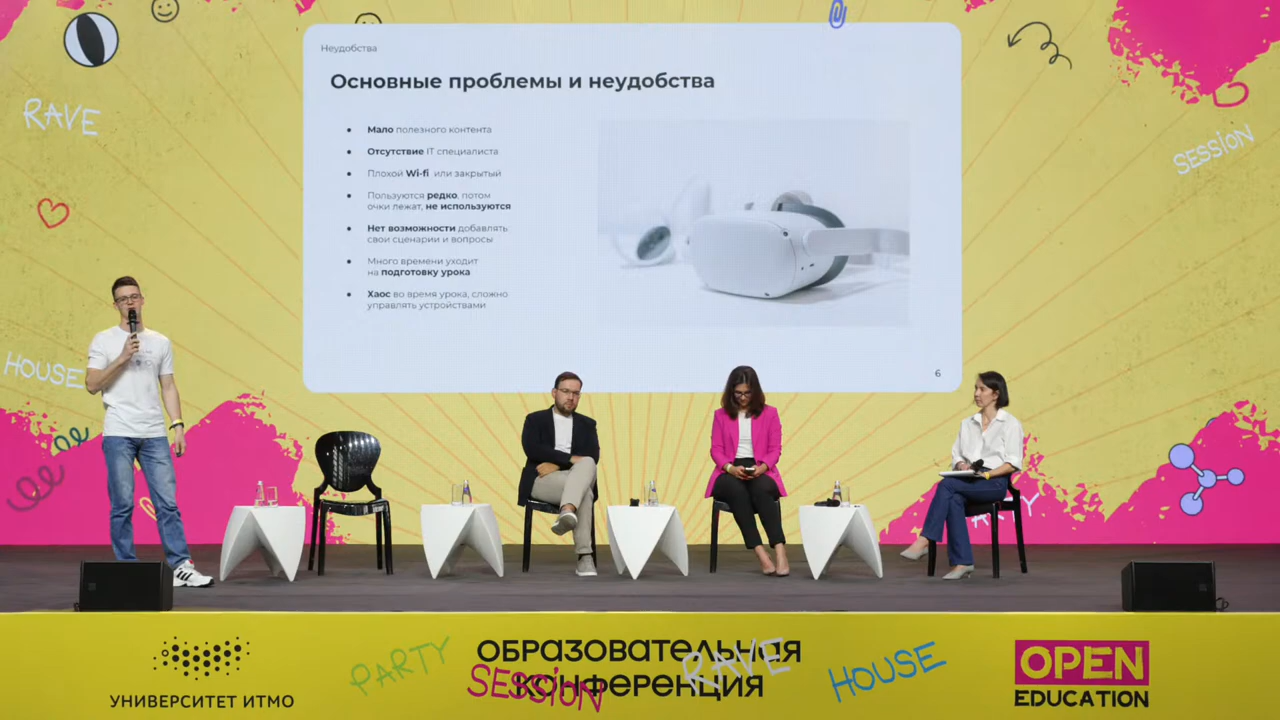 Неудобства
Основные проблемы и неудобства
Мало полезного контента
Отсутствие IT специалиста
Плохой Wi-fi или закрытый
Пользуются редко, потом
очки лежат, не используются
Нет возможности добавлять
свои сценарии и вопросы
Много времени уходит
на подготовку урока
Хаос во время урока, сложно
управлять устройствами
6
RAVE
SESSION
HOUSE
УНИВЕРСИТЕТ ИТМО
PARTY
ОБРАЗОВАТЕЛЬНАЯ
КОНФЕРЕНЦИЯ
SESSION
RAVE
HOUSE
OPEN
EDUCATION